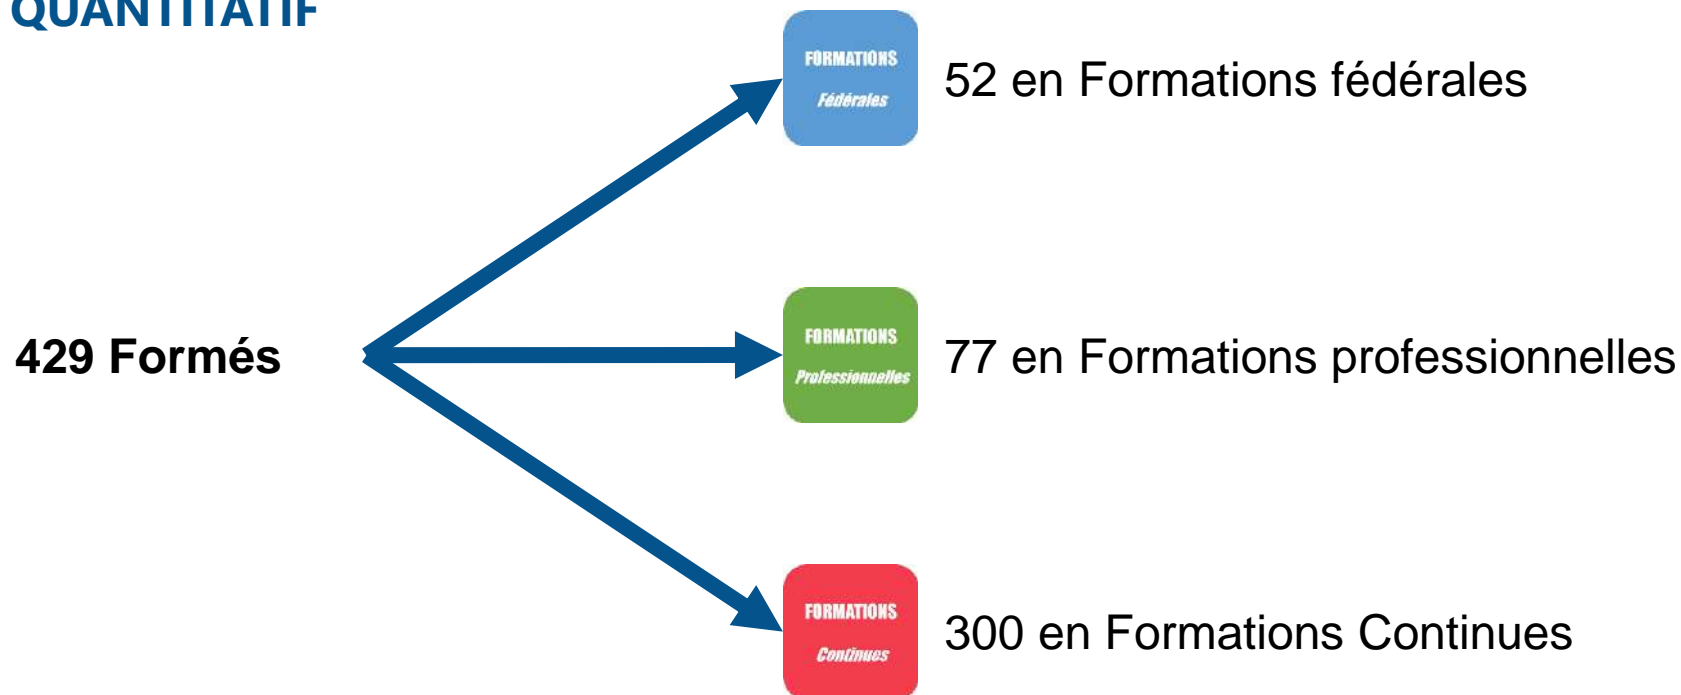 QUANTITATIF
FORMATIONS
Fédérales
52 en Formations fédérales
429 Formés
FORMATIONS
Professionnelles
77 en Formations professionnelles
FORMATIONS
Continues
300 en Formations Continues